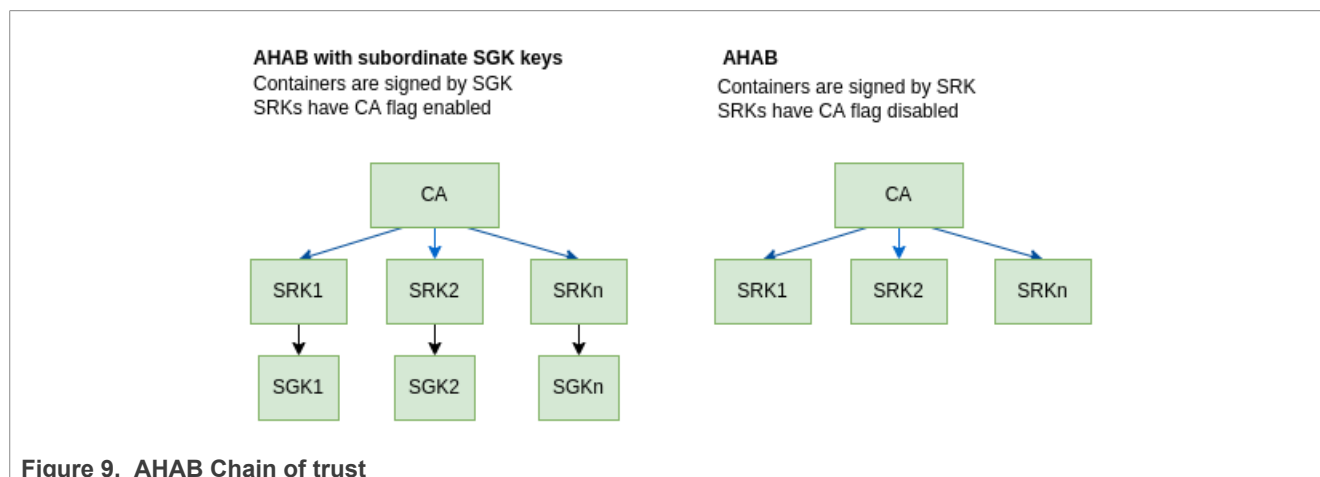 AHAB with subordinate SGK keys
Containers are signed by SGK
SRKs have CA flag enabled
AHAB
Containers are signed by SRK
SRKs have CA flag disabled
CA
SRK1
SRK2
SRKn
SGK1
SGK2
SGKn
CA
SRK1
SRK2
SRKn
Figure 9. AHAB Chain of trust